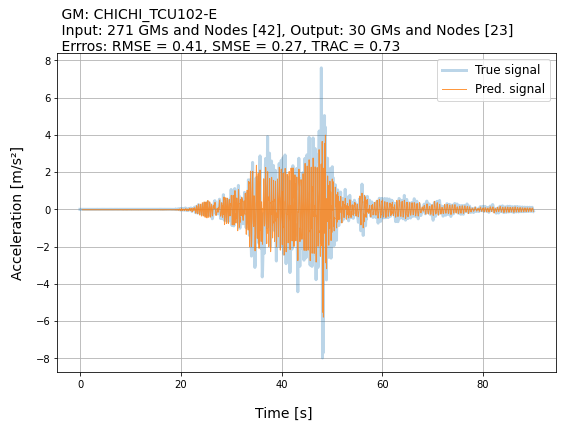 GM: CHICHI_TCU102-E
Input: 271 GMs and Nodes [42], Output: 30 GMs and Nodes [23]
Errros: RMSE = 0.41, SMSE = 0.27, TRAC = 0.73
True signal
Pred. signal
8
6
4
2
0
−2
−4
−6
−8
Acceleration [m/s²]
0 20 40 60 80
Time [s]